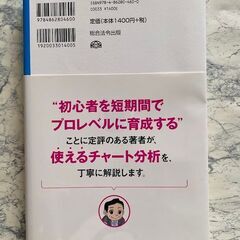 ISBN978-4-86280-460-0
C0033 ¥1400E
定価(本体1400円+税)
総合法令出版
9784862804600
1920033014005
“初心者を短期間で
プロレベルに育成する”
ことに定評のある著者が、
使えるチャート分析を、
丁寧に解説します。